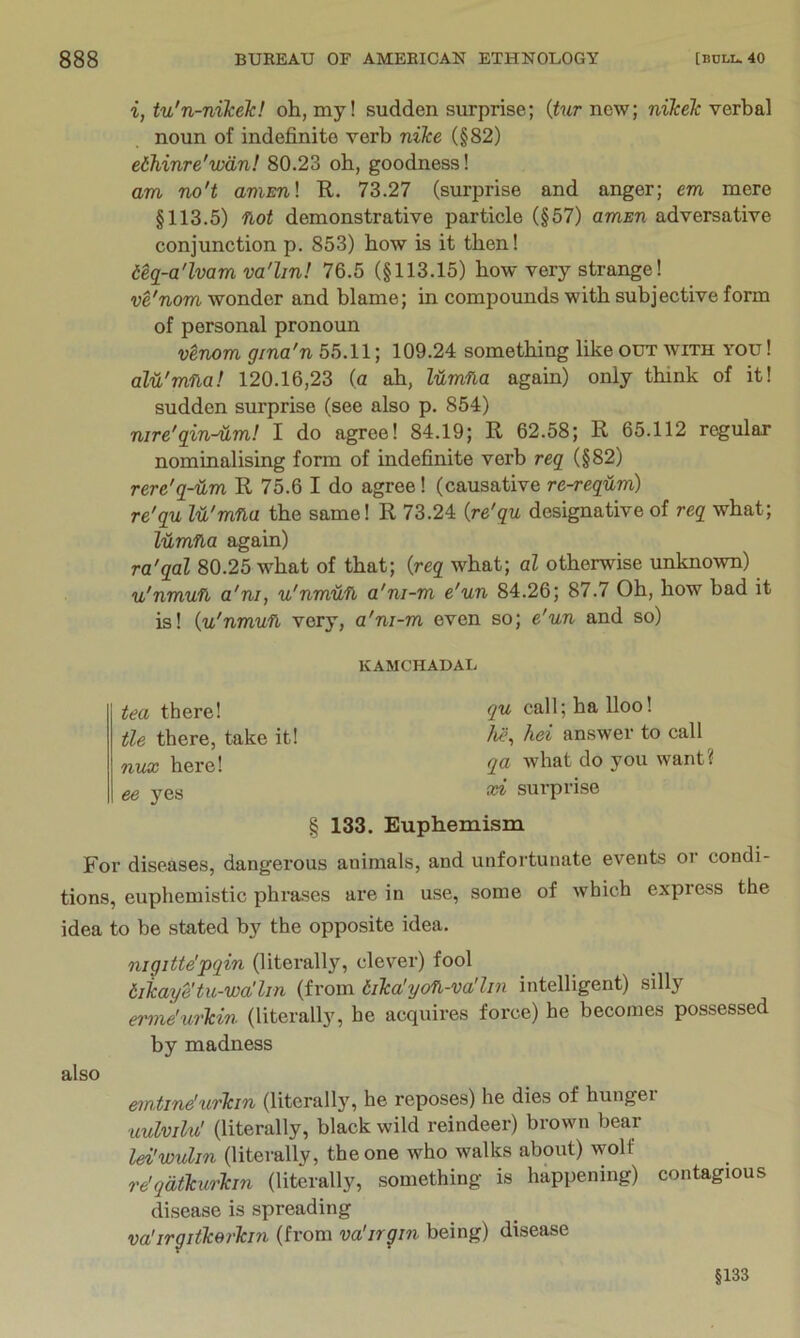 888 BUREAU OF AMERICAN ETHNOLOGY [BULL. 40
i, tu'n-nikek! oh, my! sudden surprise; (tur new; nikek verbal
noun of indefinite verb nike (§82)
ečhinre'wän! 80.23 oh, goodness!
am no't amEn! R. 73.27 (surprise and anger; em mere
§113.5) ñot demonstrative particle (§57) amEn adversative
conjunction p. 853) how is it then!
čêq-a'lvam va'lın! 76.5 (§113.15) how very strange!
vê'nom wonder and blame; in compounds with subjective form
of personal pronoun
vênom gına'n 55.11; 109.24 something like OUT WITH YOU!
alü'mña! 120.16,23 (a ah, lümña again) only think of it!
sudden surprise (see also p. 854)
nıre'qin-ŭm! I do agree! 84.19; R 62.58; R 65.112 regular
nominalising form of indefinite verb req (§82)
rere'q-ŭm R 75.6 I do agree! (causative re-reqŭm)
re'qu lü'mña the same! R 73.24 (re'qu designative of req what;
lümña again)
ra'qal 80.25 what of that; (req what; al otherwise unknown)
u'nmuñ a'nı, u'nmŭñ a'nı-m e'un 84.26; 87.7 Oh, how bad it
is! (u'nmuñ very, a'nı-m even so; e'un and so)
KAMCHADAL
tea there! qu call; ha lloo!
tle there, take it! hè, hei answer to call
nux here! qa what do you want?
ee yes xi surprise
§ 133. Euphemism
For diseases, dangerous animals, and unfortunate events or condi-
tions, euphemistic phrases are in use, some of which express the
idea to be stated by the opposite idea.
nıgıtte'pqin (literally, clever) fool
čıkayê'tu-wa'lın (from čıka'yoñ-va'lın intelligent) silly
erme'urkin (literally, he acquires force) he becomes possessed
by madness
also
emtıne'urkın (literally, he reposes) he dies of hunger
uulvılu' (literally, black wild reindeer) brown bear
lei'wulın (literally, the one who walks about) wolf
re'qätkurkın (literally, something is happening) contagious
disease is spreading
va'ırgıtkerkın (from va'ırgın being) disease
§133